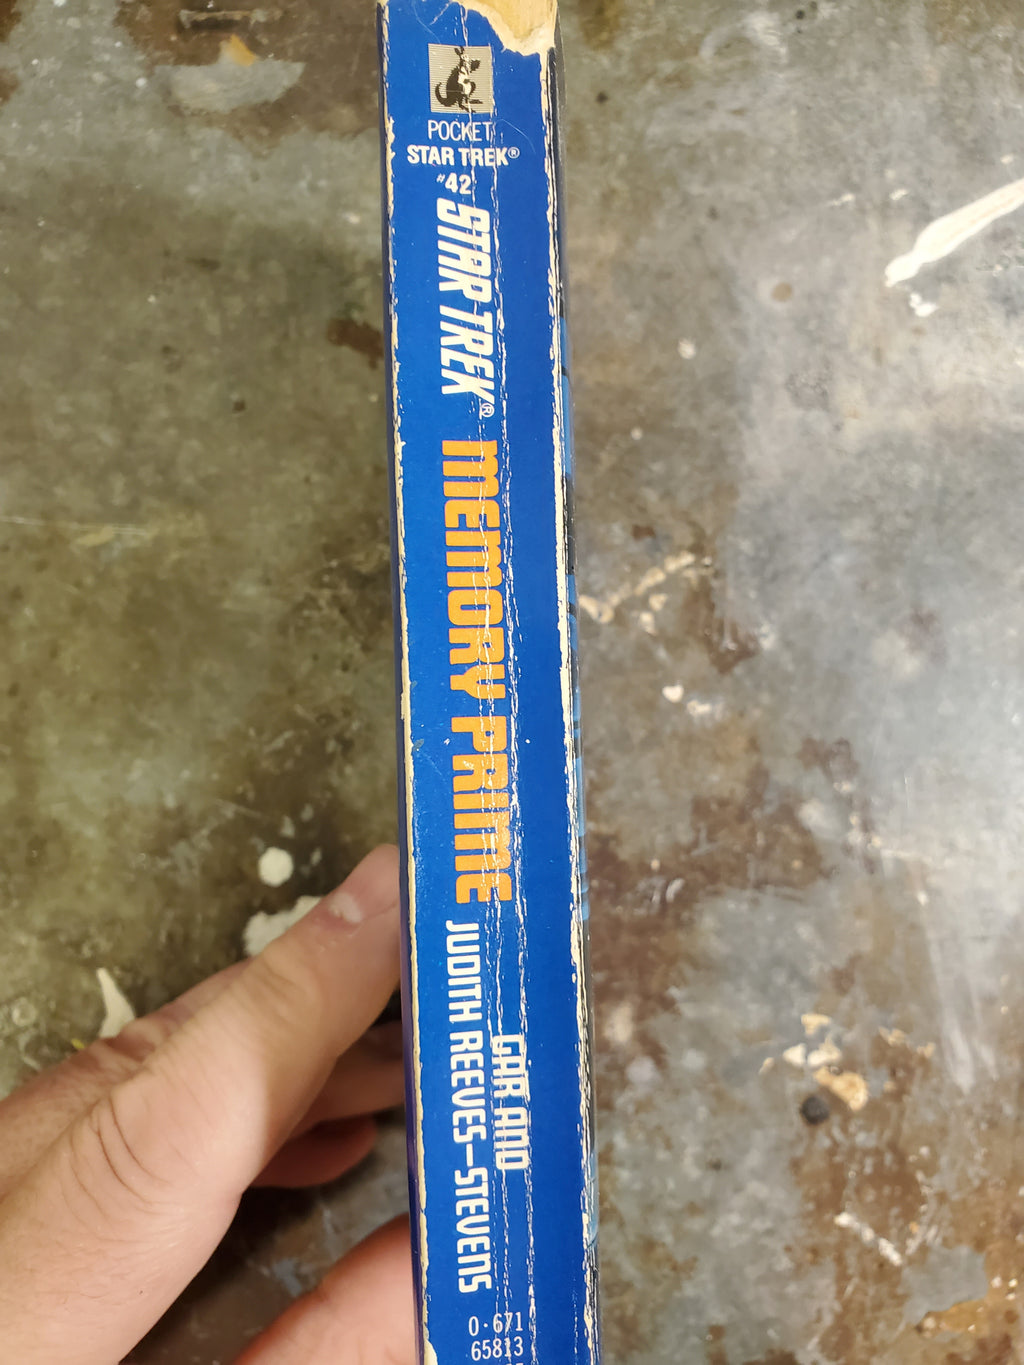 POCKET
STAR TREK®
#42
STAR TREK®
MEMORY PRIME
GAR AND
JUDITH REEVES-STEVENS
0·671
65813